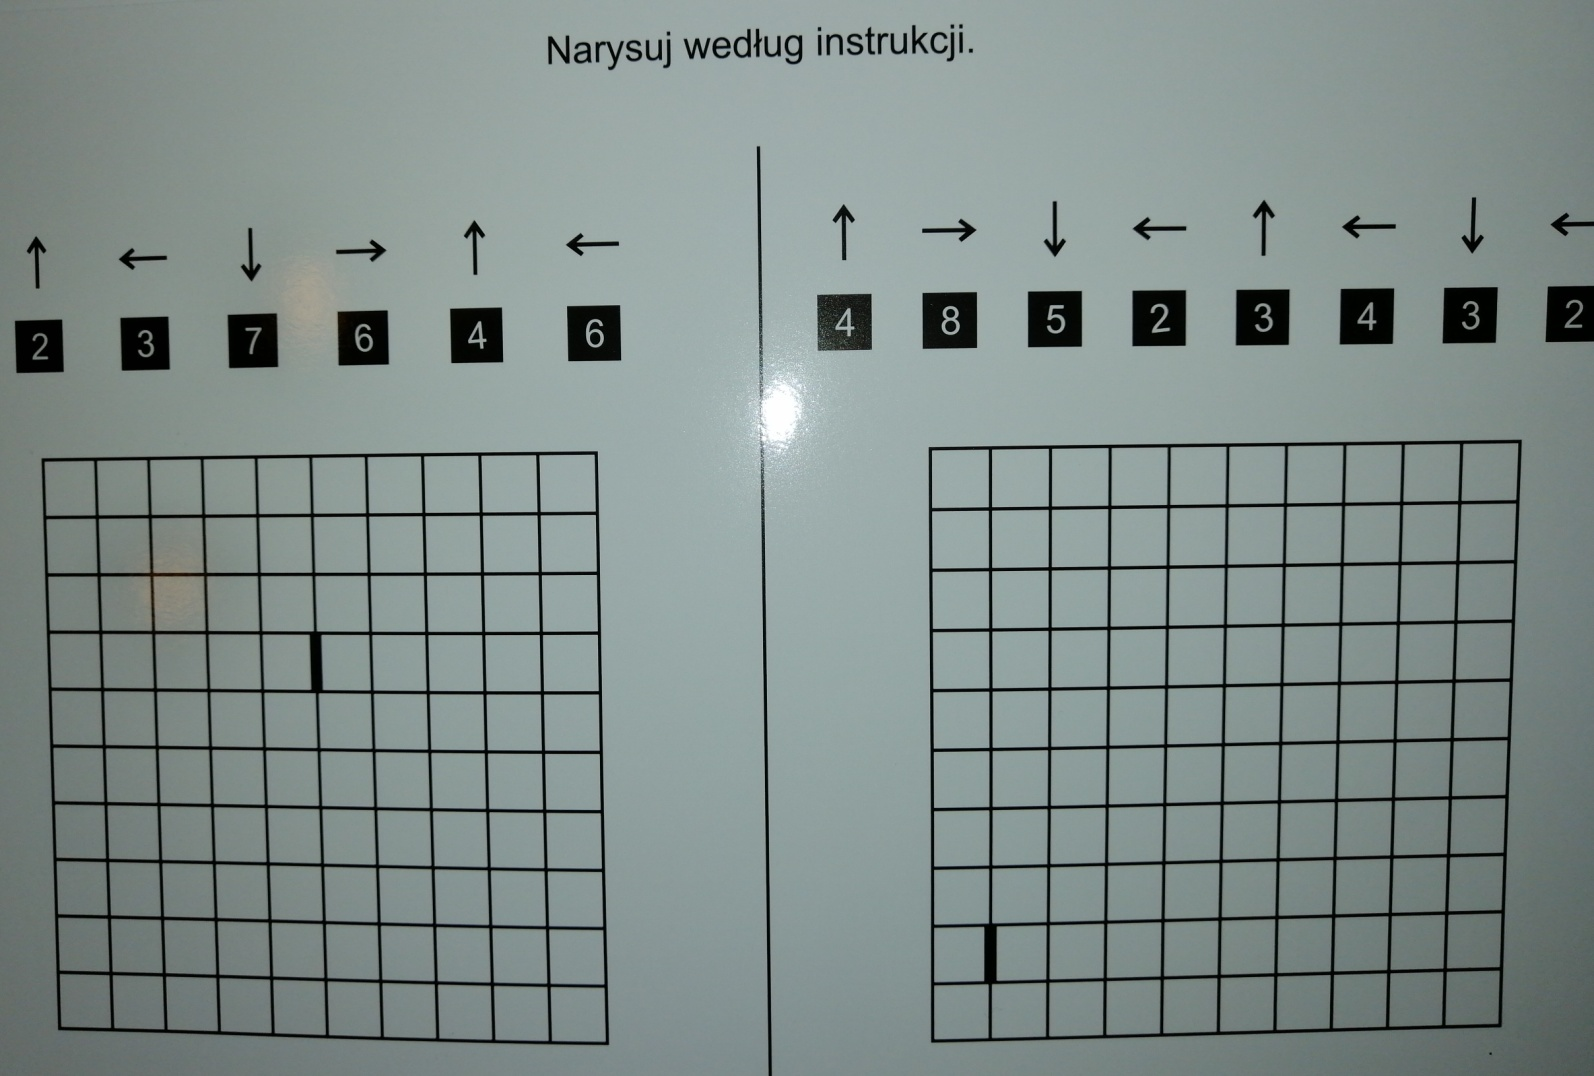 Narysuj według instrukcji.
↑ ← ↓ → ↑ ←
2 3 7 6 4 6
↑ → ↓ ← ↑ ← ↓ ←
4 8 5 2 3 4 3 2